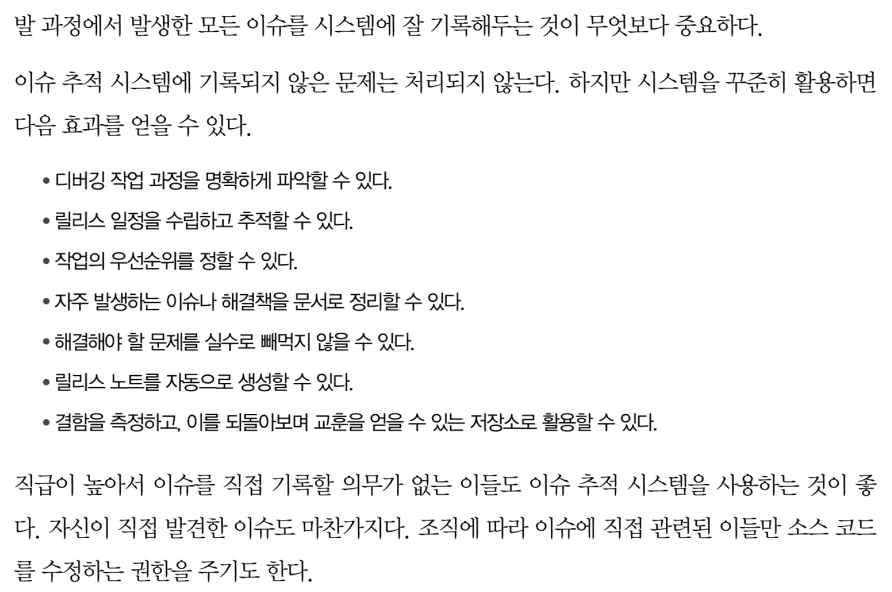 발 과정에서 발생한 모든 이슈를 시스템에 잘 기록해두는 것이 무엇보다 중요하다.
이슈 추적 시스템에 기록되지 않은 문제는 처리되지 않는다. 하지만 시스템을 꾸준히 활용하면
다음 효과를 얻을 수 있다.
• 디버깅 작업 과정을 명확하게 파악할 수 있다.
• 릴리스 일정을 수립하고 추적할 수 있다.
• 작업의 우선순위를 정할 수 있다.
• 자주 발생하는 이슈나 해결책을 문서로 정리할 수 있다.
• 해결해야 할 문제를 실수로 빼먹지 않을 수 있다.
• 릴리스 노트를 자동으로 생성할 수 있다.
• 결함을 측정하고, 이를 되돌아보며 교훈을 얻을 수 있는 저장소로 활용할 수 있다.
직급이 높아서 이슈를 직접 기록할 의무가 없는 이들도 이슈 추적 시스템을 사용하는 것이 좋
다. 자신이 직접 발견한 이슈도 마찬가지다. 조직에 따라 이슈에 직접 관련된 이들만 소스 코드
를 수정하는 권한을 주기도 한다.